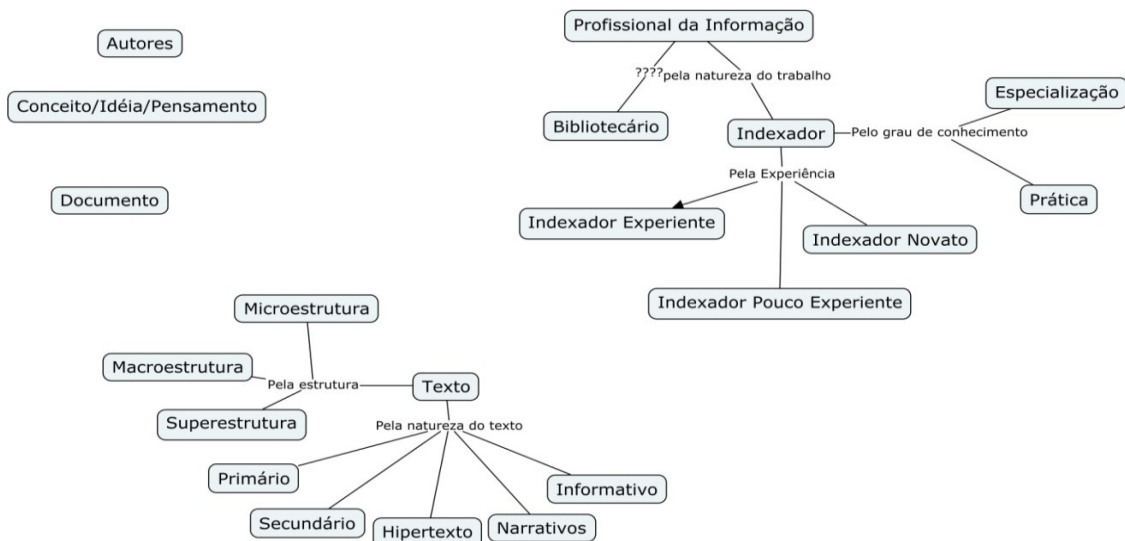 Profissional da Informação
Autores
????pela natureza do trabalho
Conceito/Idéia/Pensamento
Especialização
Bibliotecário
Indexador
Pelo grau de conhecimento
Pela Experiência
Documento
Prática
Indexador Experiente
Indexador Novato
Indexador Pouco Experiente
Microestrutura
Macroestrutura
Pela estrutura
Texto
Superestrutura
Pela natureza do texto
Primário
Informativo
Secundário
Hipertexto
Narrativos